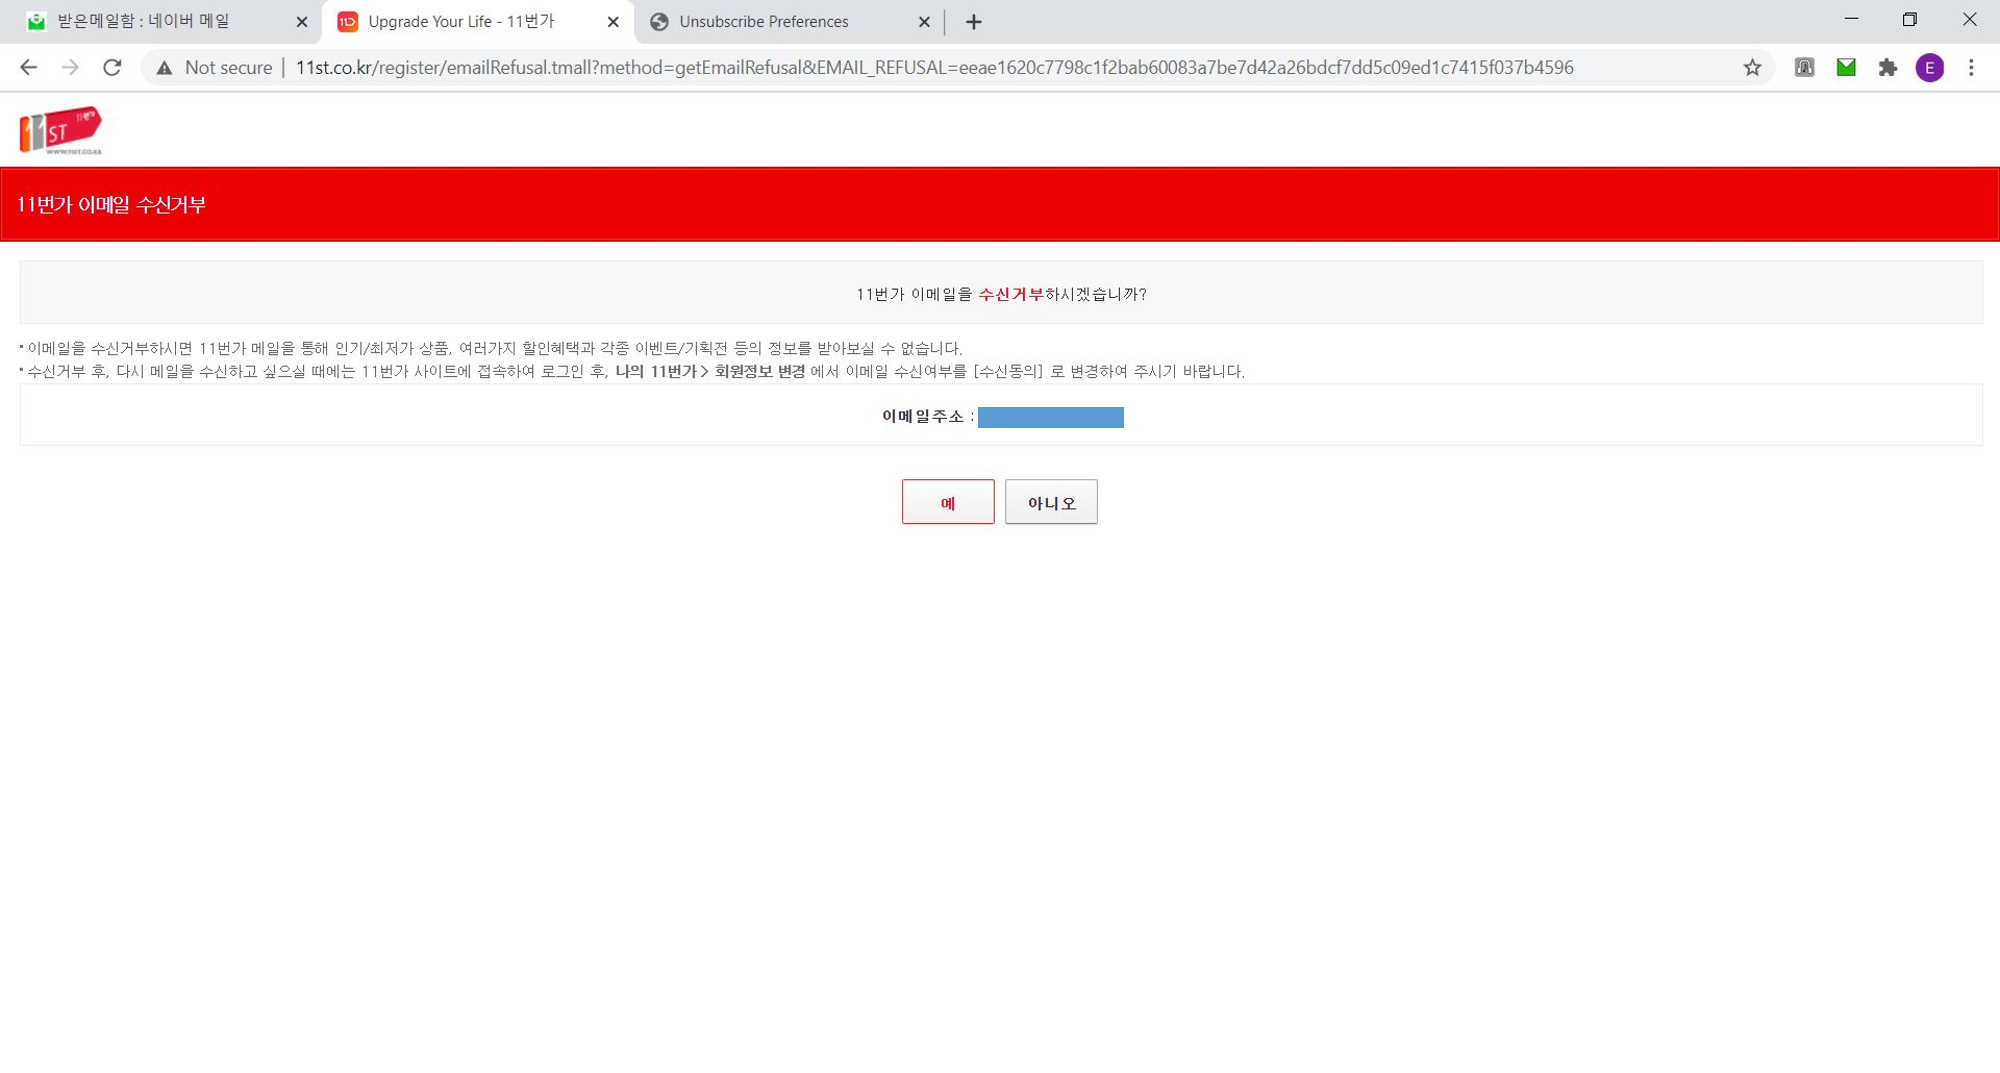 받은메일함 : 네이버 메일
Upgrade Your Life - 11번가
Unsubscribe Preferences
Not secure | 11st.co.kr/register/emailRefusal.tmall?method=getEmailRefusal&EMAIL_REFUSAL=eeae1620c7798c1f2bab60083a7be7d42a26bdcf7dd5c09ed1c7415f037b4596
E
11ST 11번가
WWW.11ST.CO.KR
11번가 이메일 수신거부
11번가 이메일을 수신거부하시겠습니까?
이메일을 수신거부하시면 11번가 메일을 통해 인기/최저가 상품, 여러가지 할인혜택과 각종 이벤트/기획전 등의 정보를 받아보실 수 없습니다.
수신거부 후, 다시 메일을 수신하고 싶으실 때에는 11번가 사이트에 접속하여 로그인 후, 나의 11번가 > 회원정보 변경 에서 이메일 수신여부를 [수신동의] 로 변경하여 주시기 바랍니다.
이메일주소 :
예
아니오